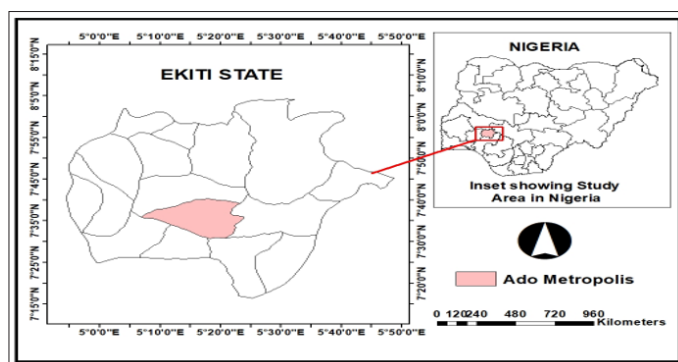 5°0'0"E 5°10'0"E 5°20'0"E 5°30'0"E 5°40'0"E 5°50'0"E
EKITI STATE
8°15'0"N
8°5'0"N
7°55'0"N
7°45'0"N
7°35'0"N
7°25'0"N
7°15'0"N
8°10'0"N
8°0'0"N
7°50'0"N
7°40'0"N
7°30'0"N
7°20'0"N
5°0'0"E 5°10'0"E 5°20'0"E 5°30'0"E 5°40'0"E 5°50'0"E
NIGERIA
Inset showing Study
Area in Nigeria
Ado Metropolis
0 120 240 480 720 960
Kilometers